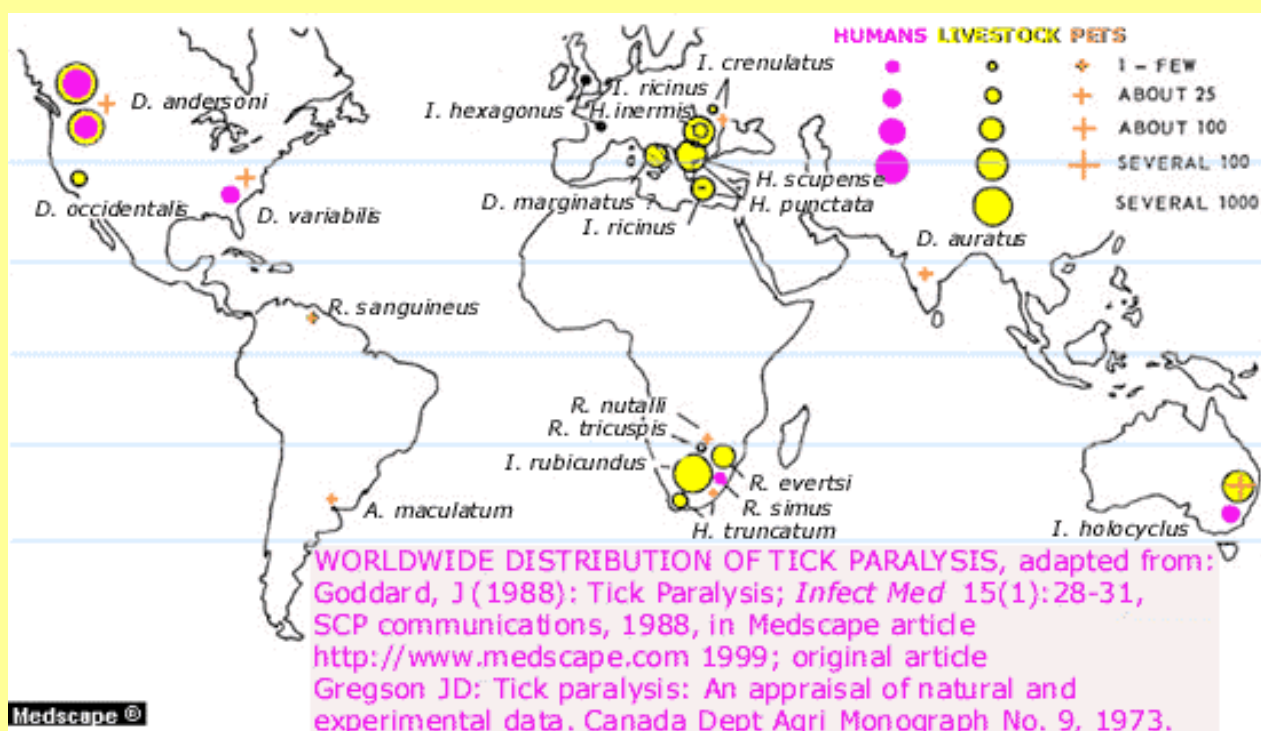 HUMANS LIVESTOCK PETS
1 - FEW
ABOUT 25
ABOUT 100
SEVERAL 100
SEVERAL 1000
I. crenulatus
I. ricinus
D. andersoni
I. hexagonus
H.inermis
H. scupense
D. occidentalis
D. variabilis
D. marginatus ?
H. punctata
I. ricinus
D. auratus
R. sanguineus
R. nutalli
R. tricuspis
I. rubicundus
R. evertsi
A. maculatum
R. simus
H. truncatum
I. holocyclus
WORLDWIDE DISTRIBUTION OF TICK PARALYSIS, adapted from:
Goddard, J (1988): Tick Paralysis; Infect Med 15(1):28-31,
SCP communications, 1988, in Medscape article
http://www.medscape.com 1999; original article
Gregson JD: Tick paralysis: An appraisal of natural and
experimental data. Canada Dept Agri Monograph No. 9, 1973.
Medscape ®